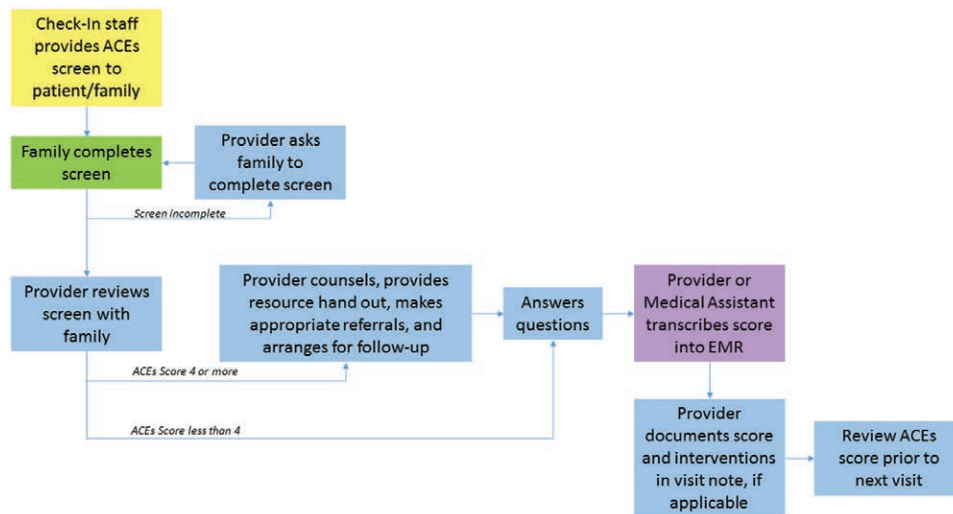 Check-In staff
provides ACEs
screen to
patient/family
Family completes
screen
Provider asks
family to
complete screen
Screen Incomplete
Provider reviews
screen with
family
Provider counsels, provides
resource hand out, makes
appropriate referrals, and
arranges for follow-up
Answers
questions
Provider or
Medical Assistant
transcribes score
into EMR
ACEs Score 4 or more
ACEs Score less than 4
Provider
documents score
and interventions
in visit note, if
applicable
Review ACEs
score prior to
next visit